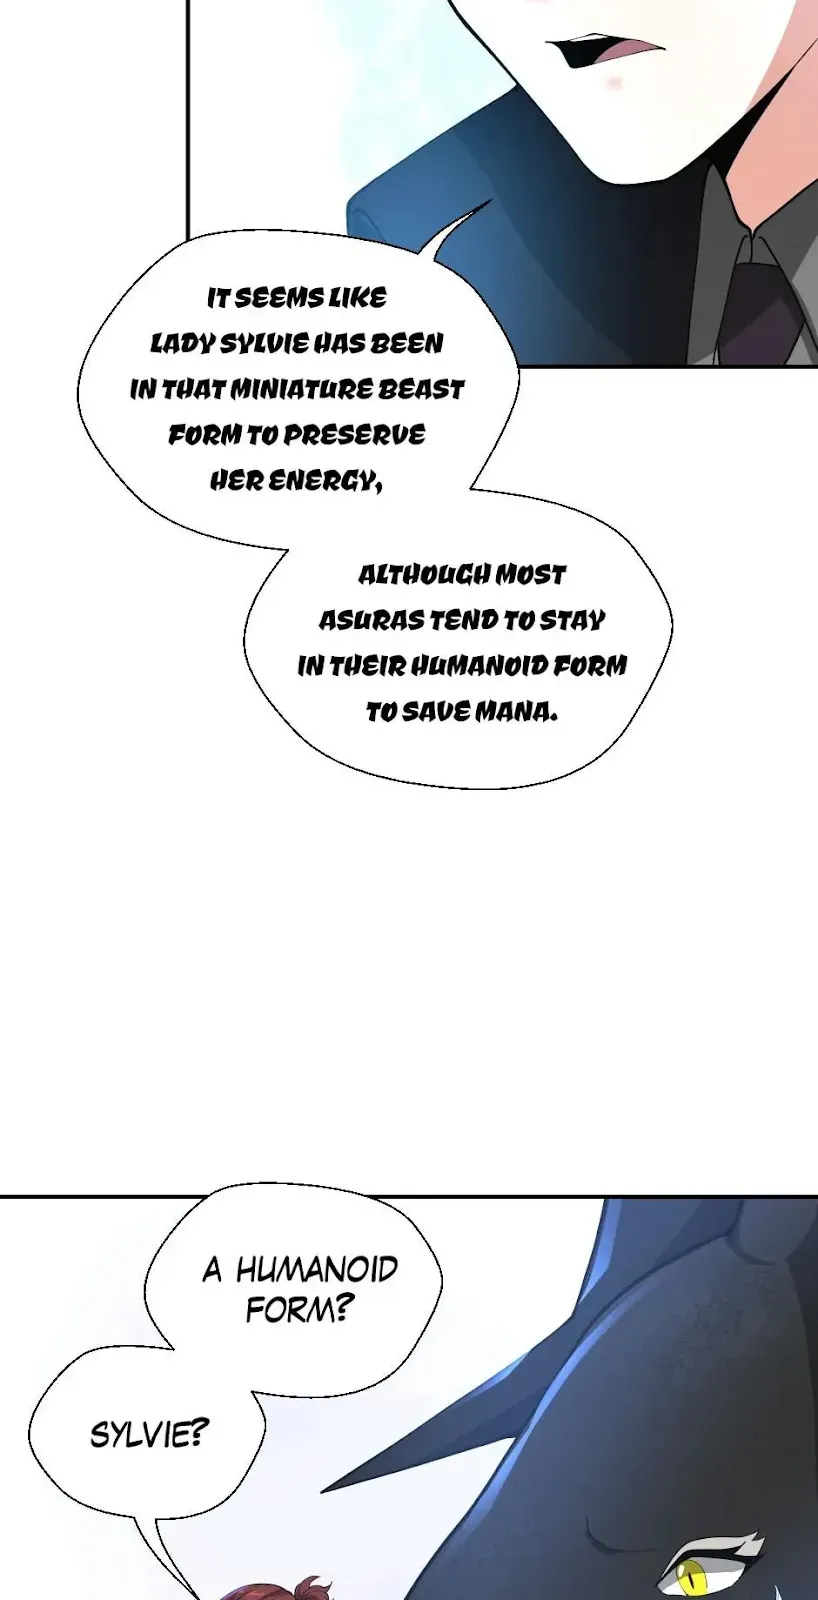 IT SEEMS LIKE
LADY SYLVIE HAS BEEN
IN THAT MINIATURE BEAST
FORM TO PRESERVE
HER ENERGY,
ALTHOUGH MOST
ASURAS TEND TO STAY
IN THEIR HUMANOID FORM
TO SAVE MANA.
A HUMANOID
FORM?
SYLVIE?